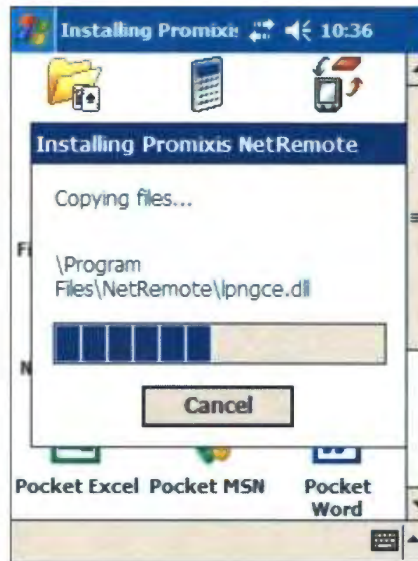 Installing Promixis
10:36
Installing Promixis NetRemote
Copying files...
\Program
Files\NetRemote\lpngce.dll
Cancel
Pocket Excel
Pocket MSN
Pocket
Word